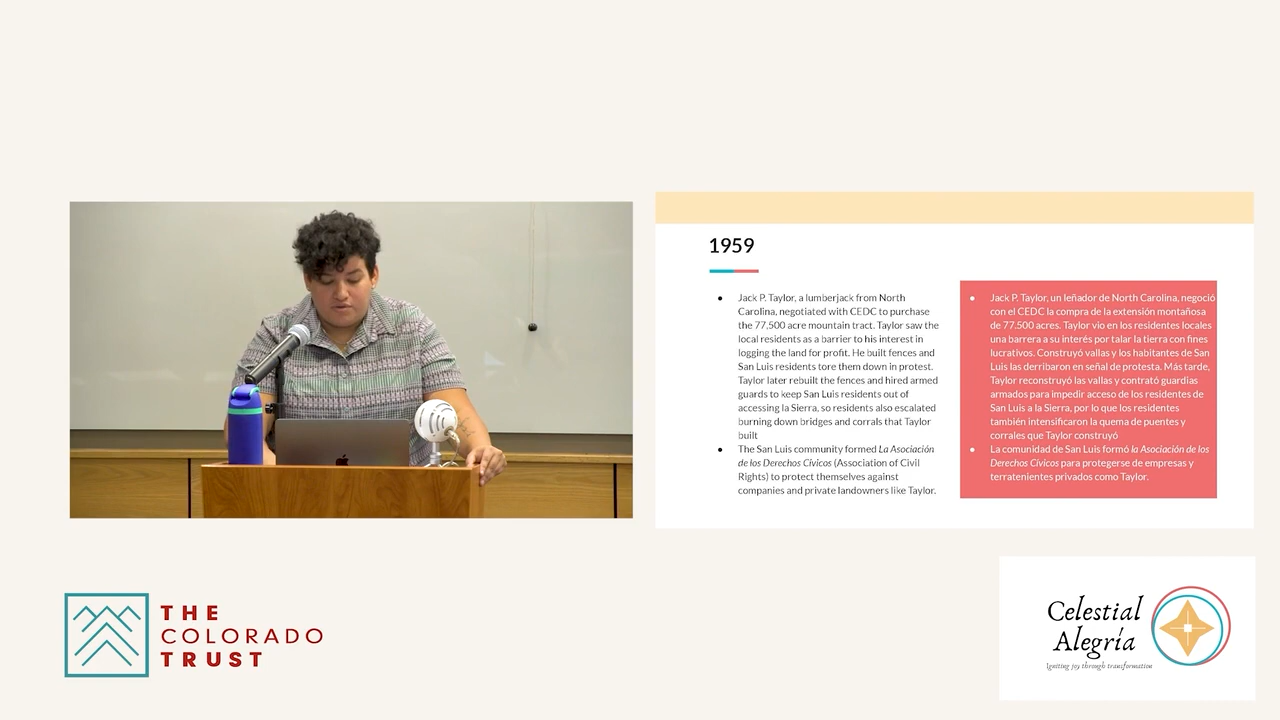 1959
● Jack P. Taylor, a lumberjack from North
Carolina, negotiated with CEDC to purchase
the 77,500 acre mountain tract. Taylor saw the
local residents as a barrier to his interest in
logging the land for profit. He built fences and
San Luis residents tore them down in protest.
Taylor later rebuilt the fences and hired armed
guards to keep San Luis residents out of
accessing la Sierra, so residents also escalated
burning down bridges and corrals that Taylor
built
● The San Luis community formed La Asociación
de los Derechos Cívicos (Association of Civil
Rights) to protect themselves against
companies and private landowners like Taylor.
● Jack P. Taylor, un leñador de North Carolina, negoció
con el CEDC la compra de la extensión montañosa
de 77.500 acres. Taylor vio en los residentes locales
una barrera a su interés por talar la tierra con fines
lucrativos. Construyó vallas y los habitantes de San
Luis las derribaron en señal de protesta. Más tarde,
Taylor reconstruyó las vallas y contrató guardias
armados para impedir acceso de los residentes de
San Luis a la Sierra, por lo que los residentes
también intensificaron la quema de puentes y
corrales que Taylor construyó
● La comunidad de San Luis formó la Asociación de los
Derechos Cívicos para protegerse de empresas y
terratenientes privados como Taylor.
THE
COLORADO
TRUST
Celestial
Alegría
Igniting joy through transformation